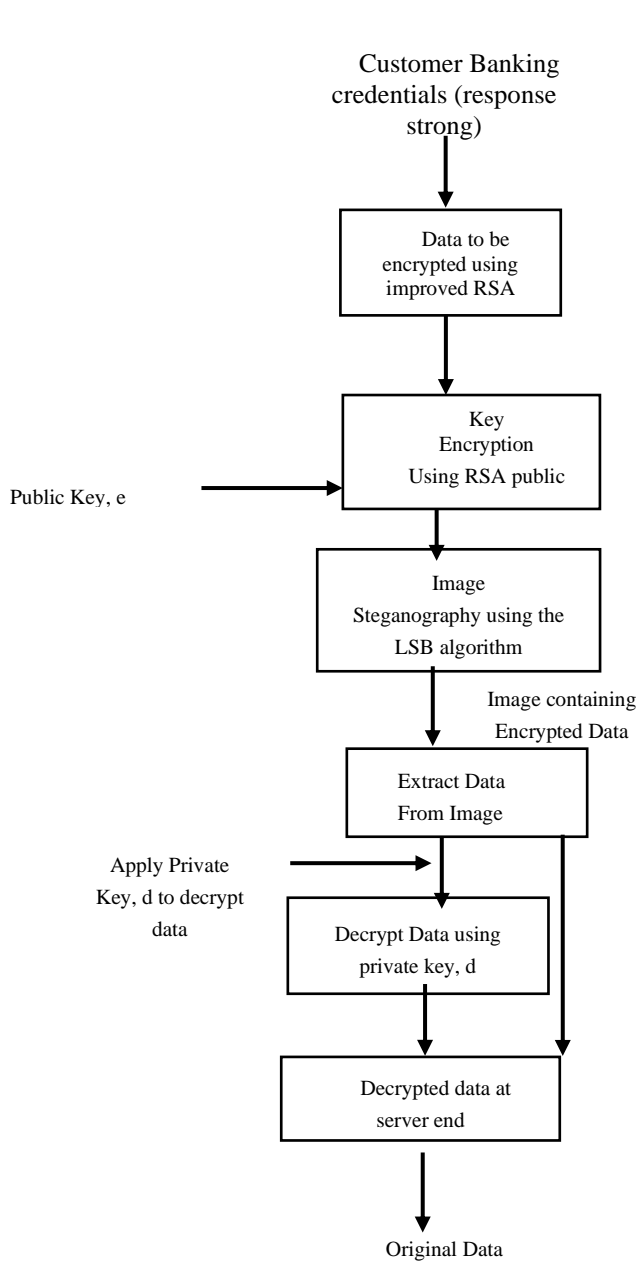 Customer Banking
credentials (response
strong)
Data to be
encrypted using
improved RSA
Key
Encryption
Using RSA public
Public Key, e
Image
Steganography using the
LSB algorithm
Image containing
Encrypted Data
Extract Data
From Image
Apply Private
Key, d to decrypt
data
Decrypt Data using
private key, d
Decrypted data at
server end
Original Data